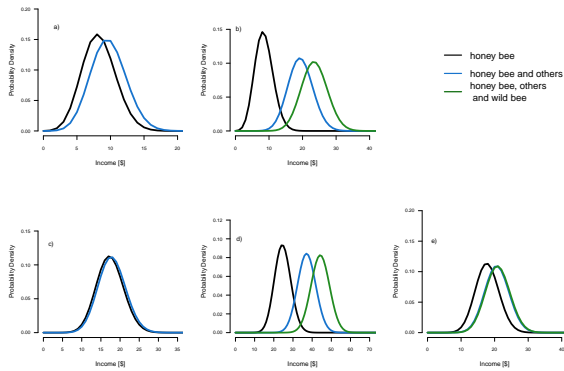 a)
Probability Density
0.00
0.05
0.10
0.15
0.20
0
5
10
15
20
Income [$]
b)
Probability Density
0.00
0.05
0.10
0.15
0
10
20
30
40
Income [$]
honey bee
honey bee and others
honey bee, others
and wild bee
c)
Probability Density
0.00
0.05
0.10
0.15
0
5
10
15
20
25
30
35
Income [$]
d)
Probability Density
0.00
0.02
0.04
0.06
0.08
0.10
0.12
0
10
20
30
40
50
60
70
Income [$]
e)
Probability Density
0.00
0.05
0.10
0.15
0.20
0
10
20
30
40
Income [$]